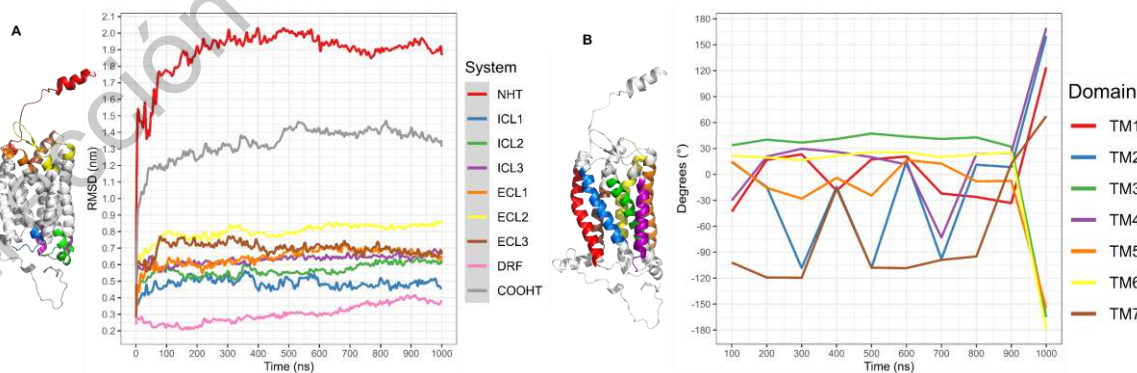 A
RMSD (nm)
2.1
2.0
1.9
1.8
1.7
1.6
1.5
1.4
1.3
1.2
1.1
1.0
0.9
0.8
0.7
0.6
0.5
0.4
0.3
0.2
0 100 200 300 400 500 600 700 800 900 1000
Time (ns)
System
NHT
ICL1
ICL2
ICL3
ECL1
ECL2
ECL3
DRF
COOHT
B
Degrees (°)
180
150
120
90
60
30
0
-30
-60
-90
-120
-150
-180
100 200 300 400 500 600 700 800 900 1000
Time (ns)
Domain
TM1
TM2
TM3
TM4
TM5
TM6
TM7